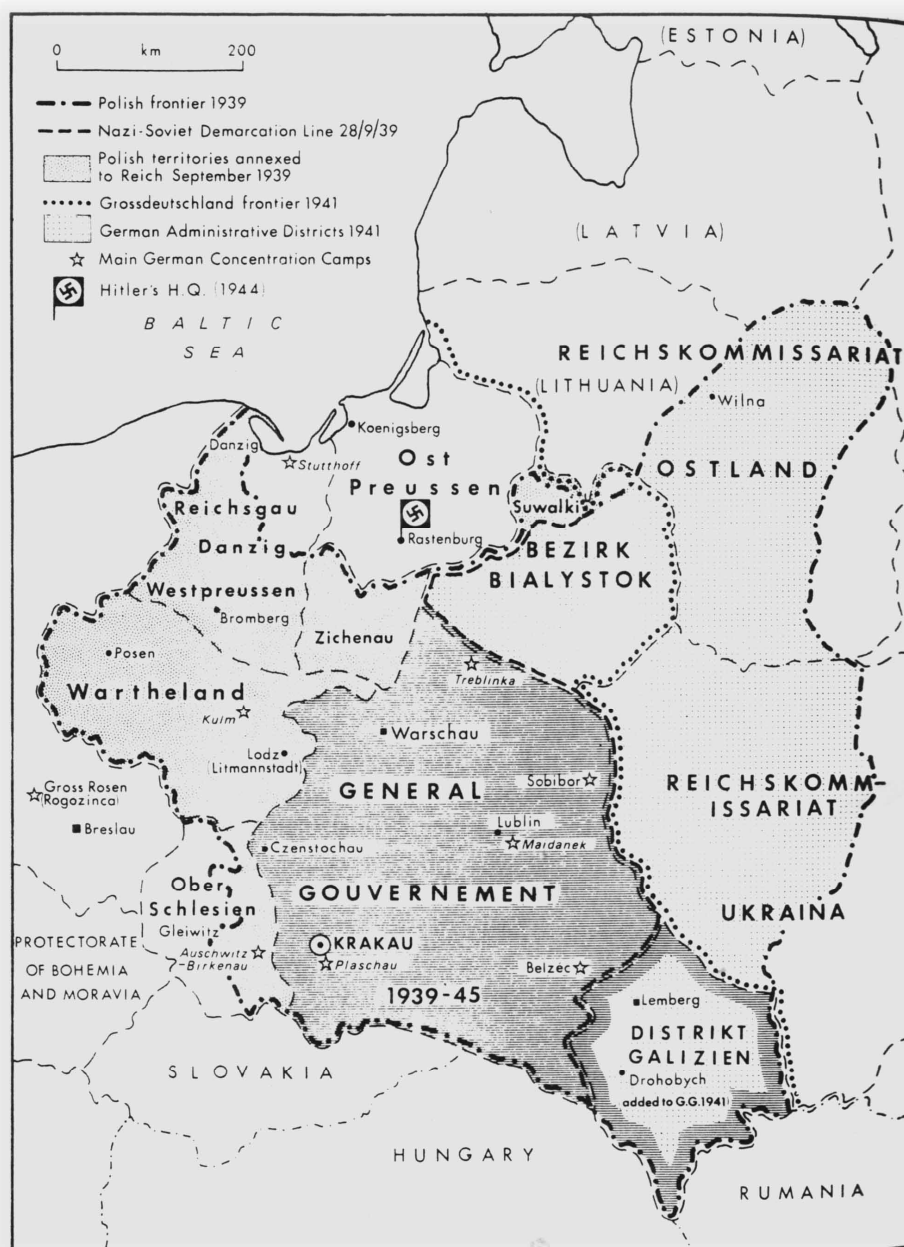 0 km 200
Polish frontier 1939
Nazi-Soviet Demarcation Line 28/9/39
Polish territories annexed
to Reich September 1939
Grossdeutschland frontier 1941
German Administrative Districts 1941
Main German Concentration Camps
Hitler's H.Q. (1944)
BALTIC
SEA
(ESTONIA)
(LATVIA)
REICHSKOMMISSARIAT
(LITHUANIA)
Wilna
OSTLAND
Koenigsberg
Danzig
Stutthoff
Ost
Preussen
Suwalki
Rastenburg
Reichsgau
Danzig
Westpreussen
Bromberg
BEZIRK
BIALYSTOK
Zichenau
Posen
Wartheland
Kulm
Treblinka
Warschau
Lodz
(Litmannstadt)
GENERAL
Sobibor
REICHSKOMM-
ISSARIAT
Gross Rosen
(Rogozinca)
Breslau
Lublin
Maidanek
Czenstochau
Ober
Schlesien
Gleiwitz
GOUVERNEMENT
UKRAINA
PROTECTORATE
OF BOHEMIA
AND MORAVIA
Auschwitz
-Birkenau
KRAKAU
Plaschau
Belzec
1939-45
Lemberg
DISTRIKT
GALIZIEN
Drohobych
added to G.G.1941)
SLOVAKIA
HUNGARY
RUMANIA